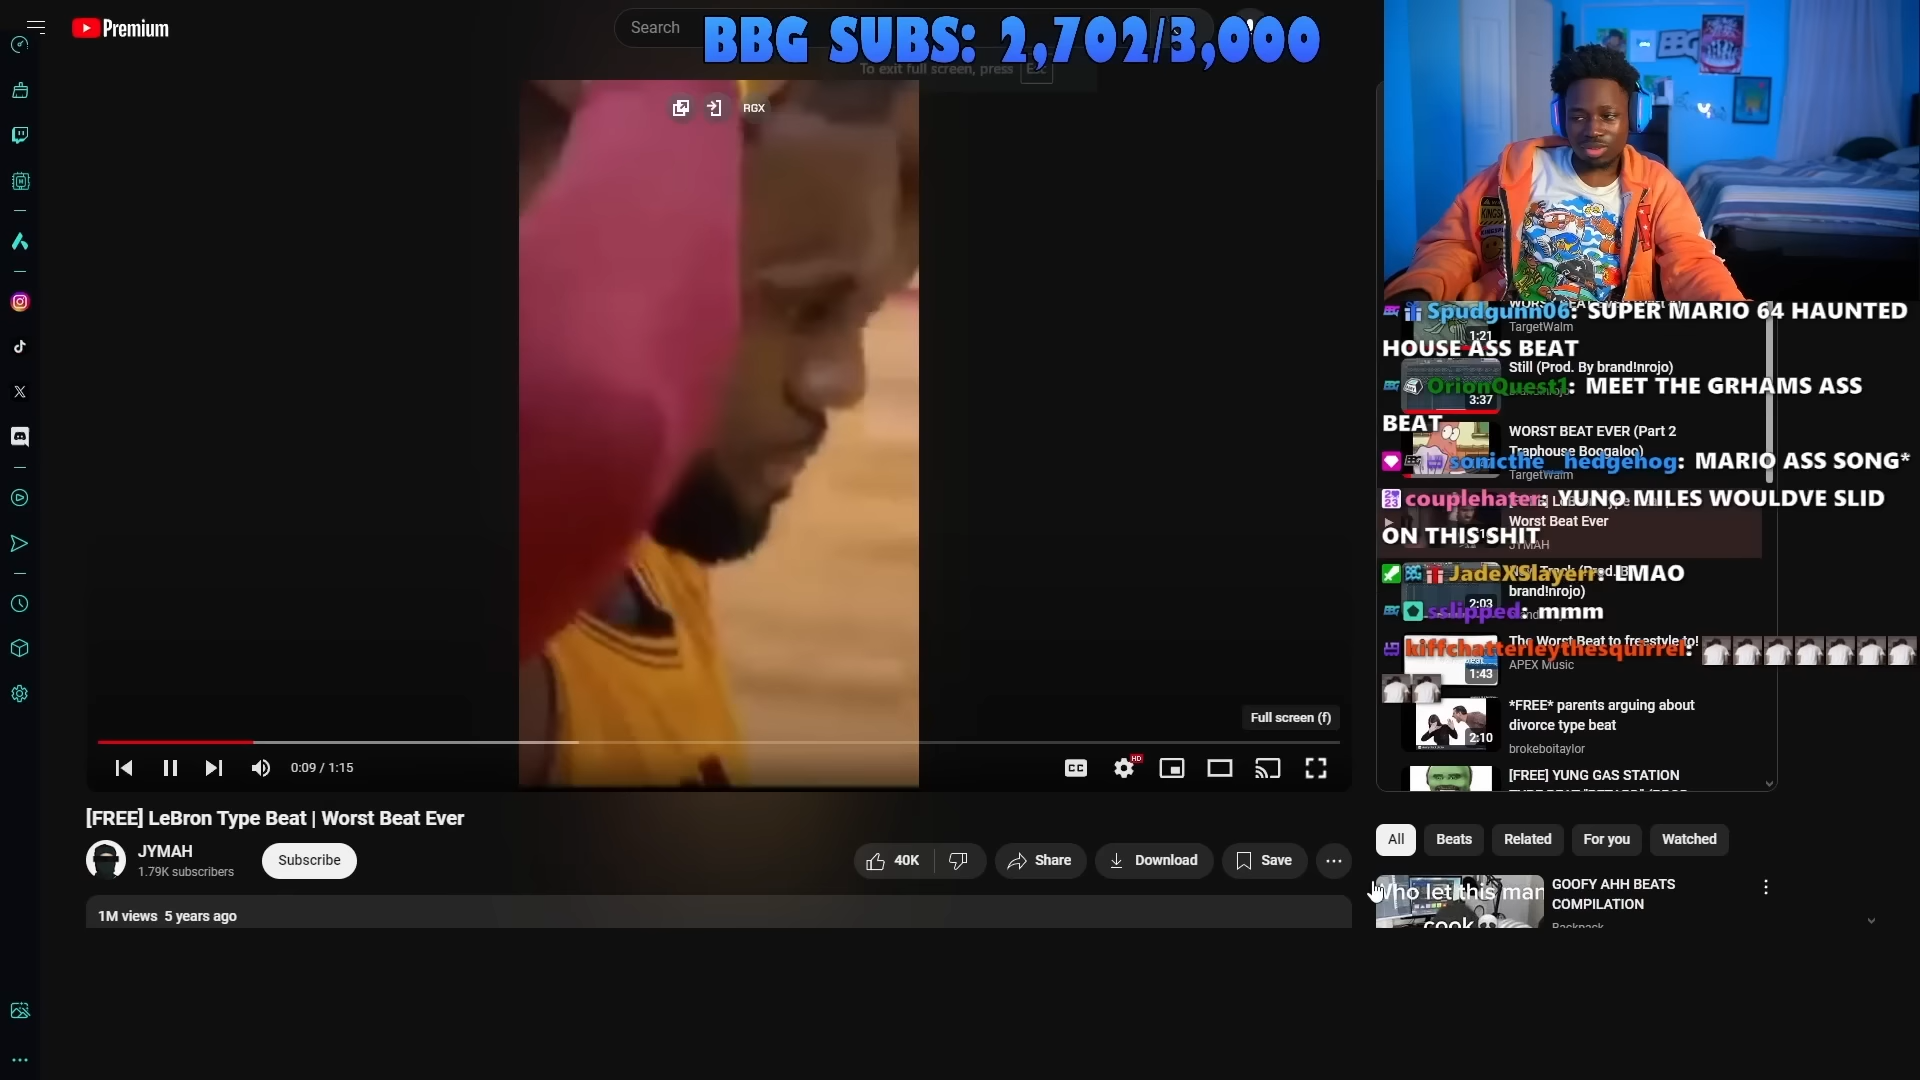 Premium
Search
BBG SUBS: 2,702/3,000
To exit full screen, press Esc
RGX
KINGS
Full screen (f)
0:09 / 1:15
CC
HD
[FREE] LeBron Type Beat | Worst Beat Ever
JYMAH
1.79K subscribers
Subscribe
40K
Share
Download
Save
1M views 5 years ago
Spudgunn06: SUPER MARIO 64 HAUNTED
HOUSE ASS BEAT
TargetWalm
1:21
Still (Prod. By brand!nrojo)
OrionQuest1: MEET THE GRHAMS ASS
BEAT
3:37
WORST BEAT EVER (Part 2
Traphouse Boogaloo)
sonicthe_hedgehog: MARIO ASS SONG*
TargetWalm
couplehater: YUNO MILES WOULDVE SLID
ON THIS SHIT
Worst Beat Ever
JYMAH
JadeXSlayerr: LMAO
brand!nrojo)
2:03
sslipped: mmm
The Worst Beat to freestyle to!
kiffchatterleythesquirrel:
APEX Music
1:43
*FREE* parents arguing about
divorce type beat
2:10
brokeboitaylor
[FREE] YUNG GAS STATION
All
Beats
Related
For you
Watched
Who let this man
cook
GOOFY AHH BEATS
COMPILATION
Backpack